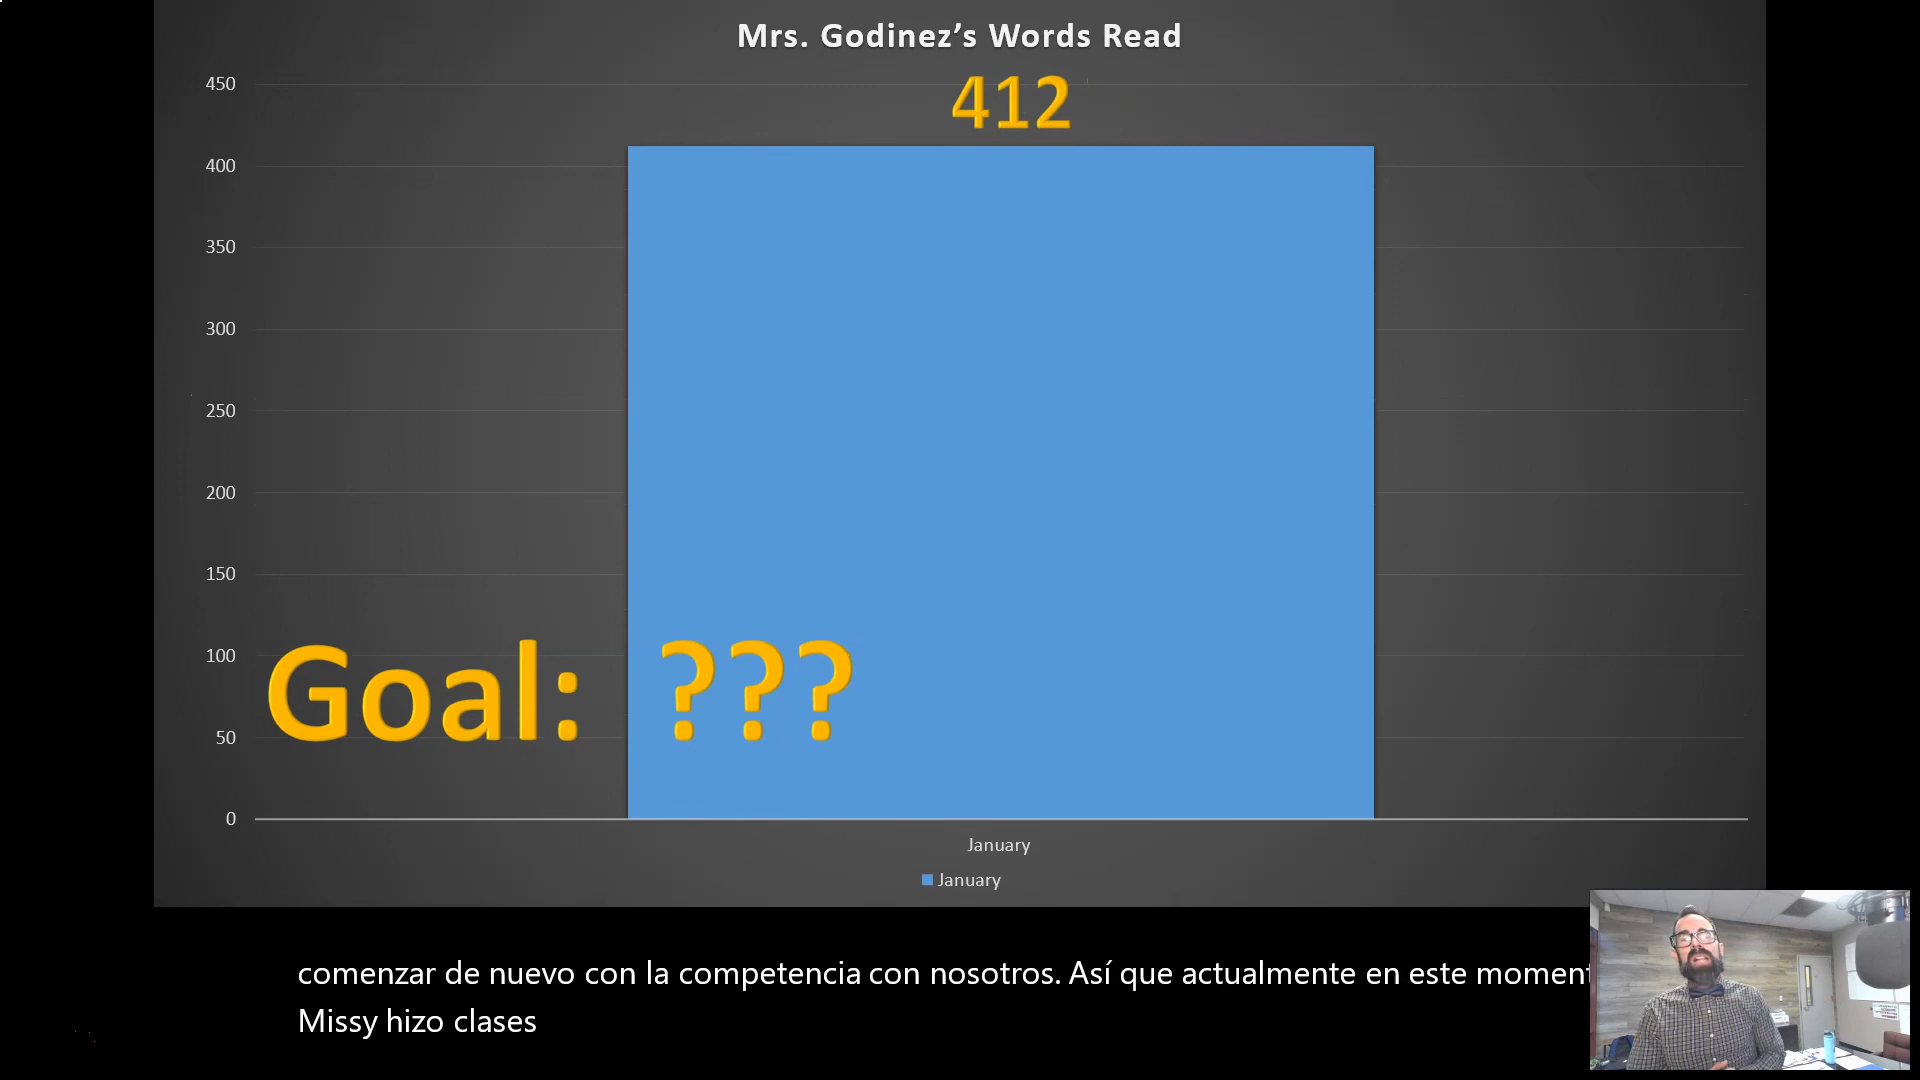 Mrs. Godinez’s Words Read
412
450
400
350
300
250
200
150
100
50
0
Goal: ???
January
January
comenzar de nuevo con la competencia con nosotros. Así que actualmente en este
Missy hizo clases